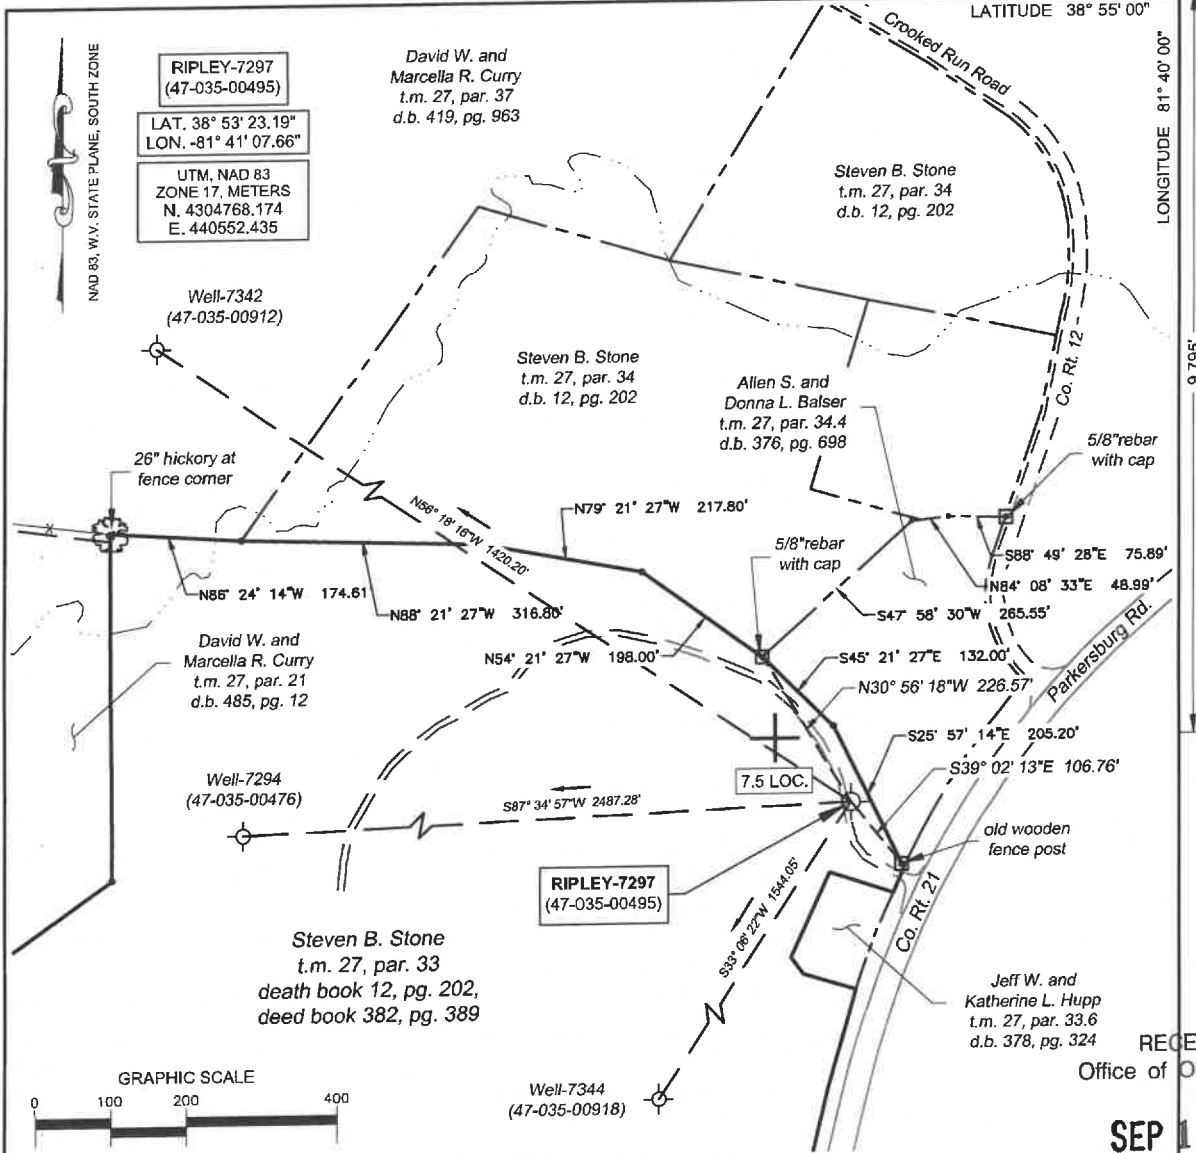 LATITUDE 38° 55' 00"
LONGITUDE 81° 40' 00"
9,795'
NAD 83, W.V. STATE PLANE, SOUTH ZONE
RIPLEY-7297
(47-035-00495)
LAT. 38° 53' 23.19"
LON. -81° 41' 07.66"
UTM, NAD 83
ZONE 17, METERS
N. 4304768.174
E. 440552.435
David W. and
Marcella R. Curry
t.m. 27, par. 37
d.b. 419, pg. 963
Crooked Run Road
Steven B. Stone
t.m. 27, par. 34
d.b. 12, pg. 202
Well-7342
(47-035-00912)
Steven B. Stone
t.m. 27, par. 34
d.b. 12, pg. 202
Allen S. and
Donna L. Balser
t.m. 27, par. 34.4
d.b. 376, pg. 698
Co. Rt. 12
5/8"rebar
with cap
26" hickory at
fence corner
X
N56° 18' 16"W 1420.20'
N79° 21' 27"W 217.80'
5/8"rebar
with cap
S88° 49' 28"E 75.89'
N84° 08' 33"E 48.99'
S47° 58' 30"W 265.55'
N86° 24' 14"W 174.61
N88° 21' 27"W 316.80'
N54° 21' 27"W 198.00'
S45° 21' 27"E 132.00'
N30° 56' 18"W 226.57'
Parkersburg Rd.
David W. and
Marcella R. Curry
t.m. 27, par. 21
d.b. 485, pg. 12
S25° 57' 14"E 205.20'
S39° 02' 13"E 106.76'
7.5 LOC.
Well-7294
(47-035-00476)
S87° 34' 57"W 2487.28'
old wooden
fence post
RIPLEY-7297
(47-035-00495)
S33° 06' 22"W 1544.05'
Co. Rt. 21
Steven B. Stone
t.m. 27, par. 33
death book 12, pg. 202,
deed book 382, pg. 389
Jeff W. and
Katherine L. Hupp
t.m. 27, par. 33.6
d.b. 378, pg. 324
RECE
Office of O
SEP 1
Well-7344
(47-035-00918)
GRAPHIC SCALE
0 100 200 400